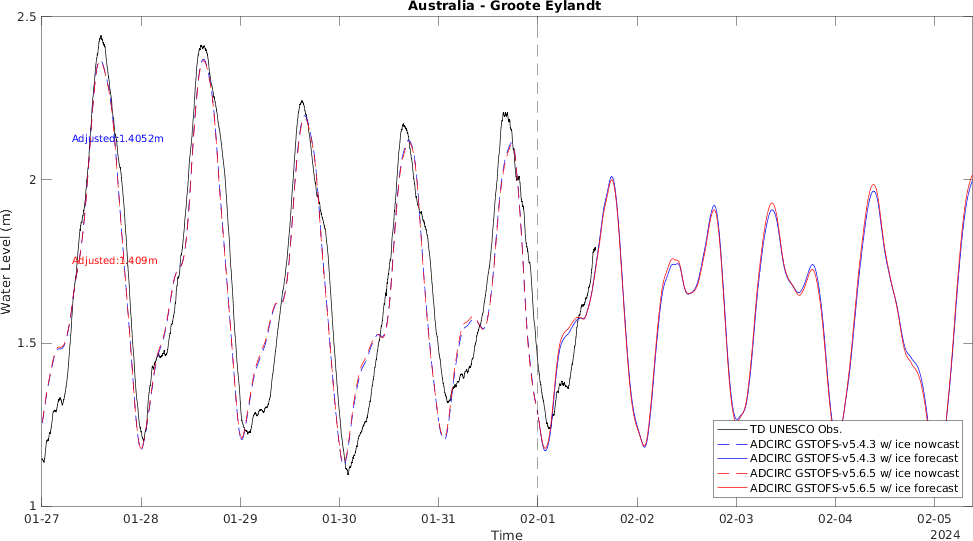 Australia - Groote Eylandt
2.5
2
1.5
1
Water Level (m)
Adjusted:1.4052m
Adjusted:1.409m
TD UNESCO Obs.
ADCIRC GSTOFS-v5.4.3 w/ ice nowcast
ADCIRC GSTOFS-v5.4.3 w/ ice forecast
ADCIRC GSTOFS-v5.6.5 w/ ice nowcast
ADCIRC GSTOFS-v5.6.5 w/ ice forecast
01-27 01-28 01-29 01-30 01-31 02-01 02-02 02-03 02-04 02-05
Time
2024